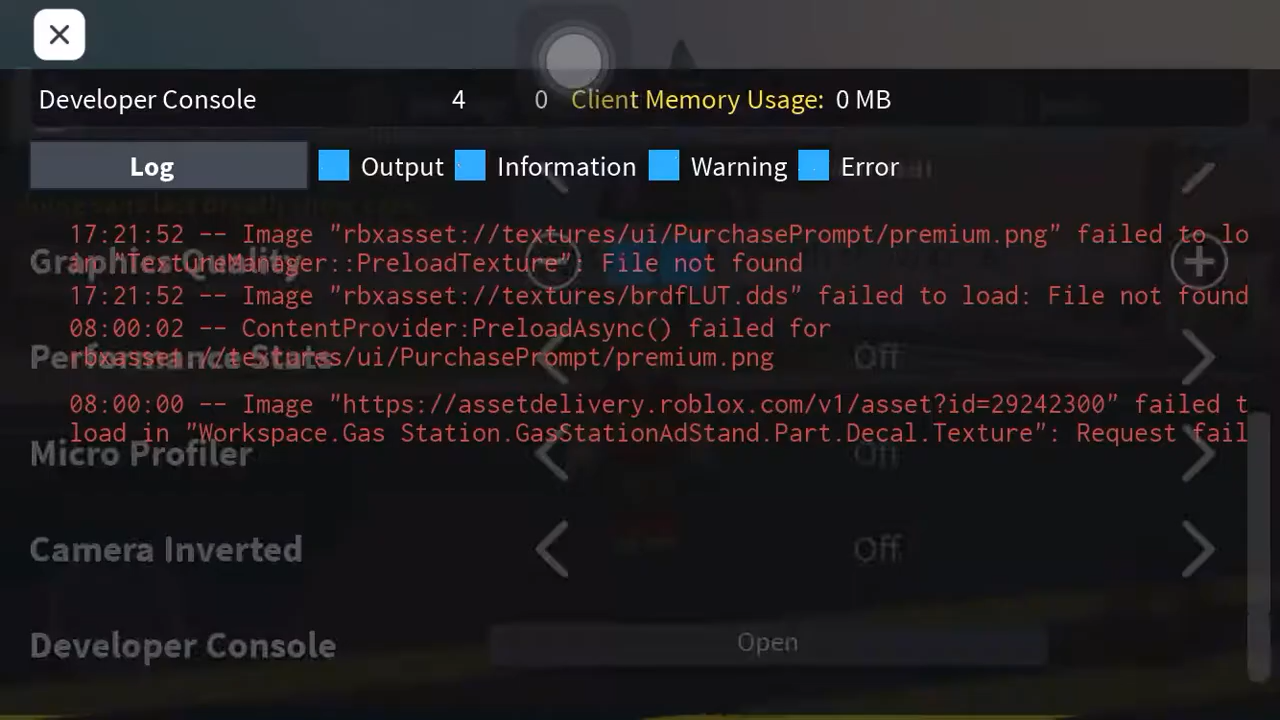 Developer Console 4 0 Client Memory Usage: 0 MB
Log Output Information Warning Error
17:21:52 -- Image "rbxasset://textures/ui/PurchasePrompt/premium.png" failed to lo
in "TextureManager::PreloadTexture": File not found
Graphics Quality
17:21:52 -- Image "rbxasset://textures/brdfLUT.dds" failed to load: File not found
08:00:02 -- ContentProvider:PreloadAsync() failed for
rbxasset://textures/ui/PurchasePrompt/premium.png
Performance Stats Off
08:00:00 -- Image "https://assetdelivery.roblox.com/v1/asset?id=29242300" failed t
load in "Workspace.Gas Station.GasStationAdStand.Part.Decal.Texture": Request fail
Micro Profiler Off
Camera Inverted Off
Developer Console Open